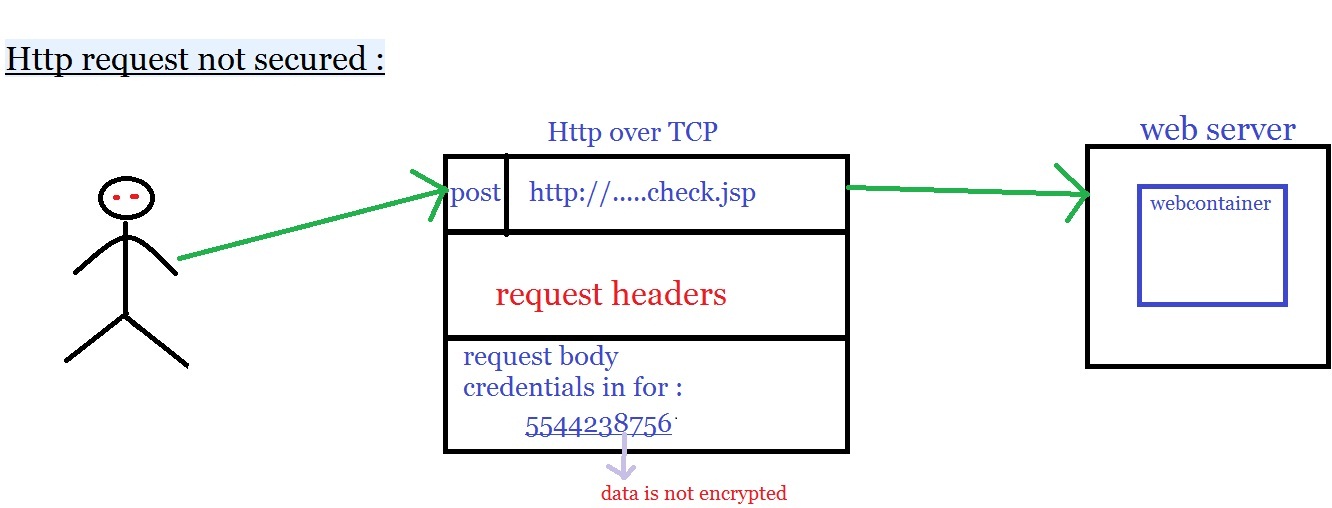 Http request not secured :
Http over TCP
web server
post
http://.....check.jsp
webcontainer
request headers
request body
credentials in for :
5544238756
data is not encrypted